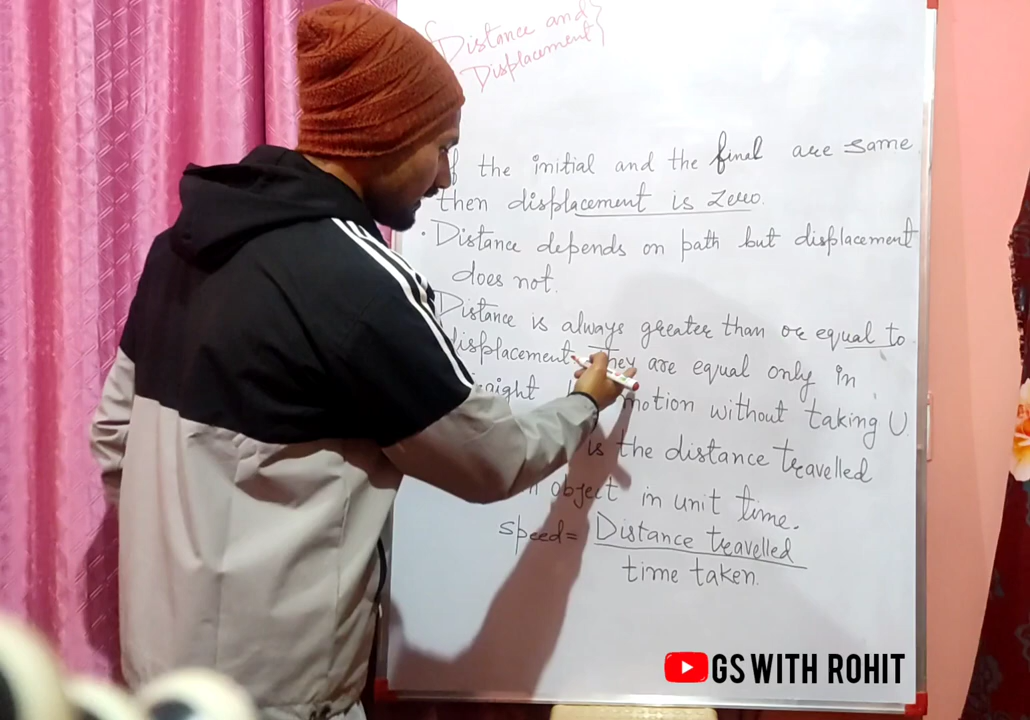 {Distance and}
Displacement
the initial and the final are same
then displacement is zero.
• Distance depends on path but displacement
does not.
Distance is always greater than or equal to
displacement. They are equal only in
motion without taking U
is the distance travelled
object in unit time.
speed = Distance travelled
time taken.
GS WITH ROHIT